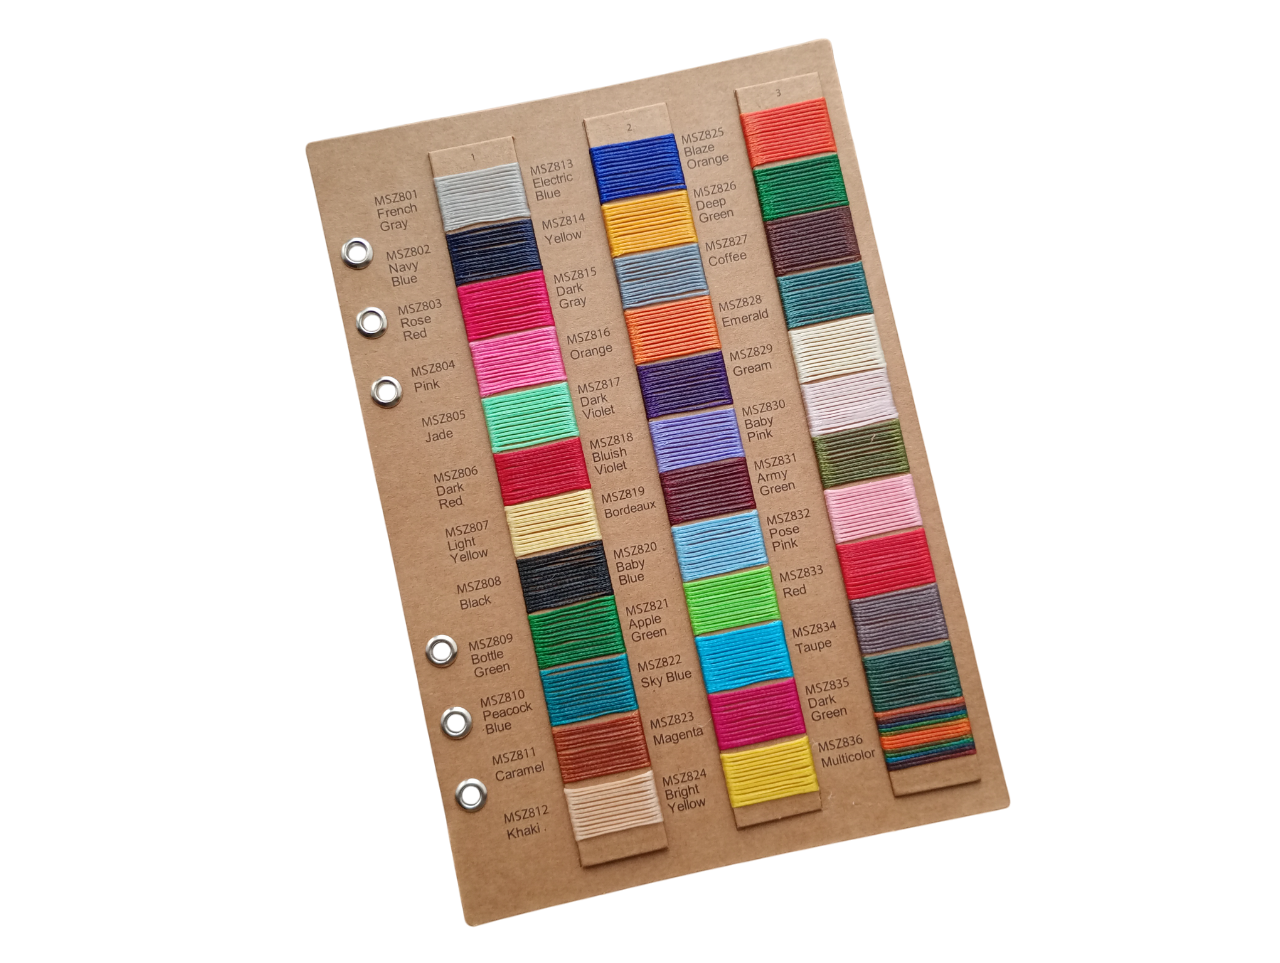 1
MSZ801
French
Gray
MSZ802
Navy
Blue
MSZ803
Rose
Red
MSZ804
Pink
MSZ805
Jade
MSZ806
Dark
Red
MSZ807
Light
Yellow
MSZ808
Black
MSZ809
Bottle
Green
MSZ810
Peacock
Blue
MSZ811
Caramel
MSZ812
Khaki
2
MSZ813
Electric
Blue
MSZ814
Yellow
MSZ815
Dark
Gray
MSZ816
Orange
MSZ817
Dark
Violet
MSZ818
Bluish
Violet
MSZ819
Bordeaux
MSZ820
Baby
Blue
MSZ821
Apple
Green
MSZ822
Sky Blue
MSZ823
Magenta
MSZ824
Bright
Yellow
3
MSZ825
Blaze
Orange
MSZ826
Deep
Green
MSZ827
Coffee
MSZ828
Emerald
MSZ829
Gream
MSZ830
Baby
Pink
MSZ831
Army
Green
MSZ832
Pose
Pink
MSZ833
Red
MSZ834
Taupe
MSZ835
Dark
Green
MSZ836
Multicolor